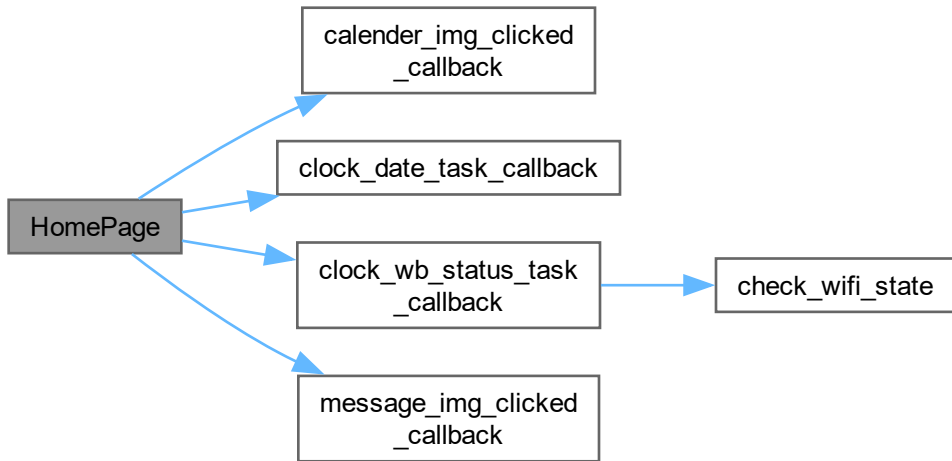 calender_img_clicked
_callback
clock_date_task_callback
HomePage
clock_wb_status_task
_callback
check_wifi_state
message_img_clicked
_callback